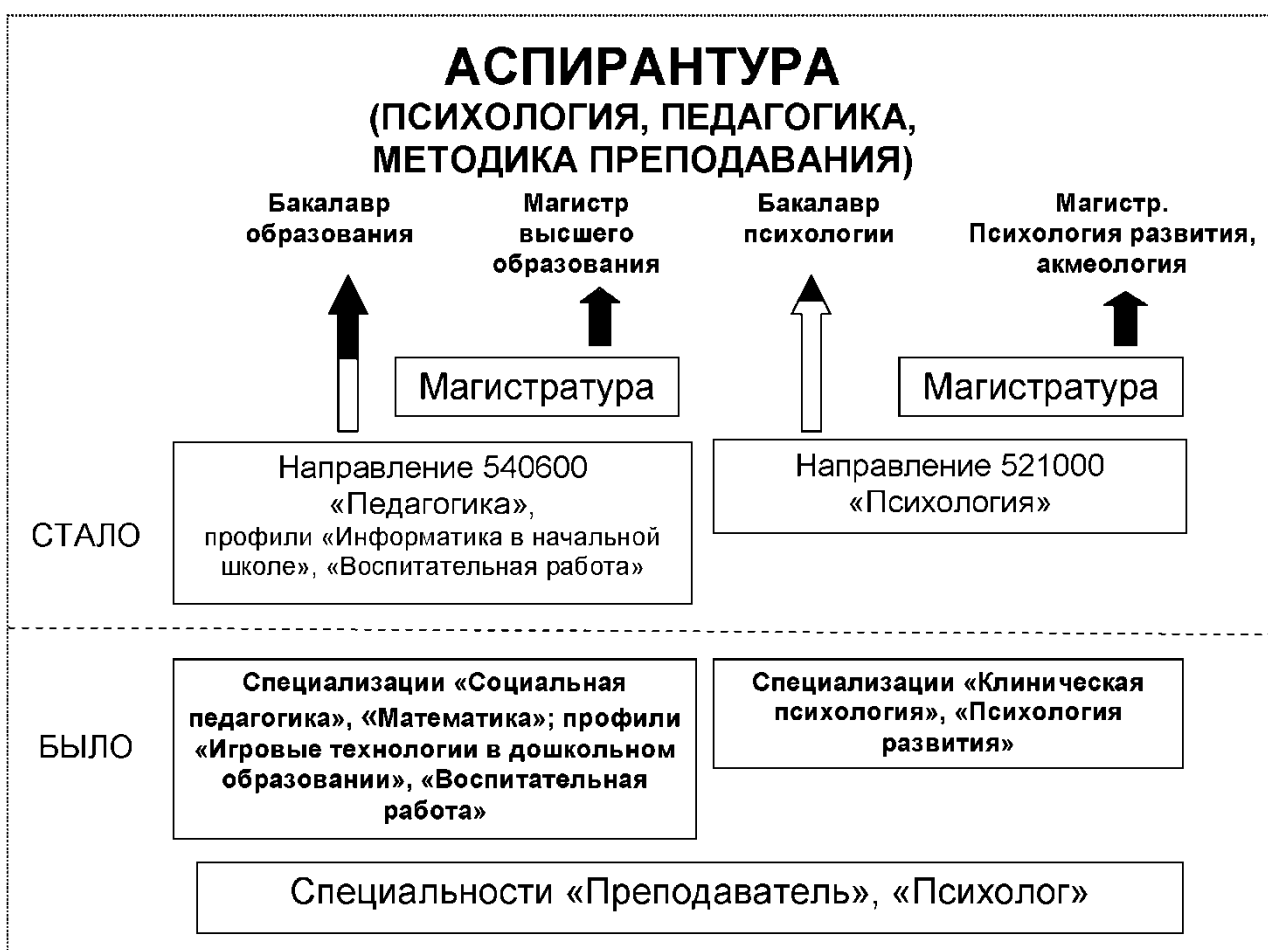 АСПИРАНТУРА
(ПСИХОЛОГИЯ, ПЕДАГОГИКА,
МЕТОДИКА ПРЕПОДАВАНИЯ)
Бакалавр
образования
Магистр
высшего
образования
Бакалавр
психологии
Магистр.
Психология развития,
акмеология
Магистратура
Магистратура
СТАЛО
Направление 540600
«Педагогика»,
профили «Информатика в начальной
школе», «Воспитательная работа»
Направление 521000
«Психология»
БЫЛО
Специализации «Социальная
педагогика», «Математика»; профили
«Игровые технологии в дошкольном
образовании», «Воспитательная
работа»
Специализации «Клиническая
психология», «Психология
развития»
Специальности «Преподаватель», «Психолог»